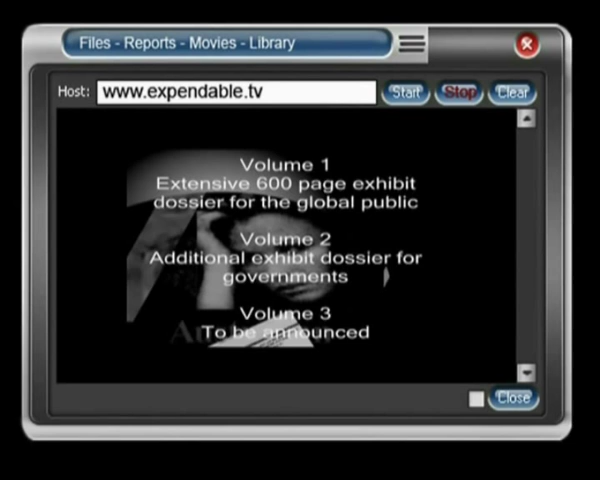 Files - Reports - Movies - Library
Host: www.expendable.tv Start Stop Clear
Volume 1
Extensive 600 page exhibit
dossier for the global public
Volume 2
Additional exhibit dossier for
governments
Volume 3
To be announced
Close